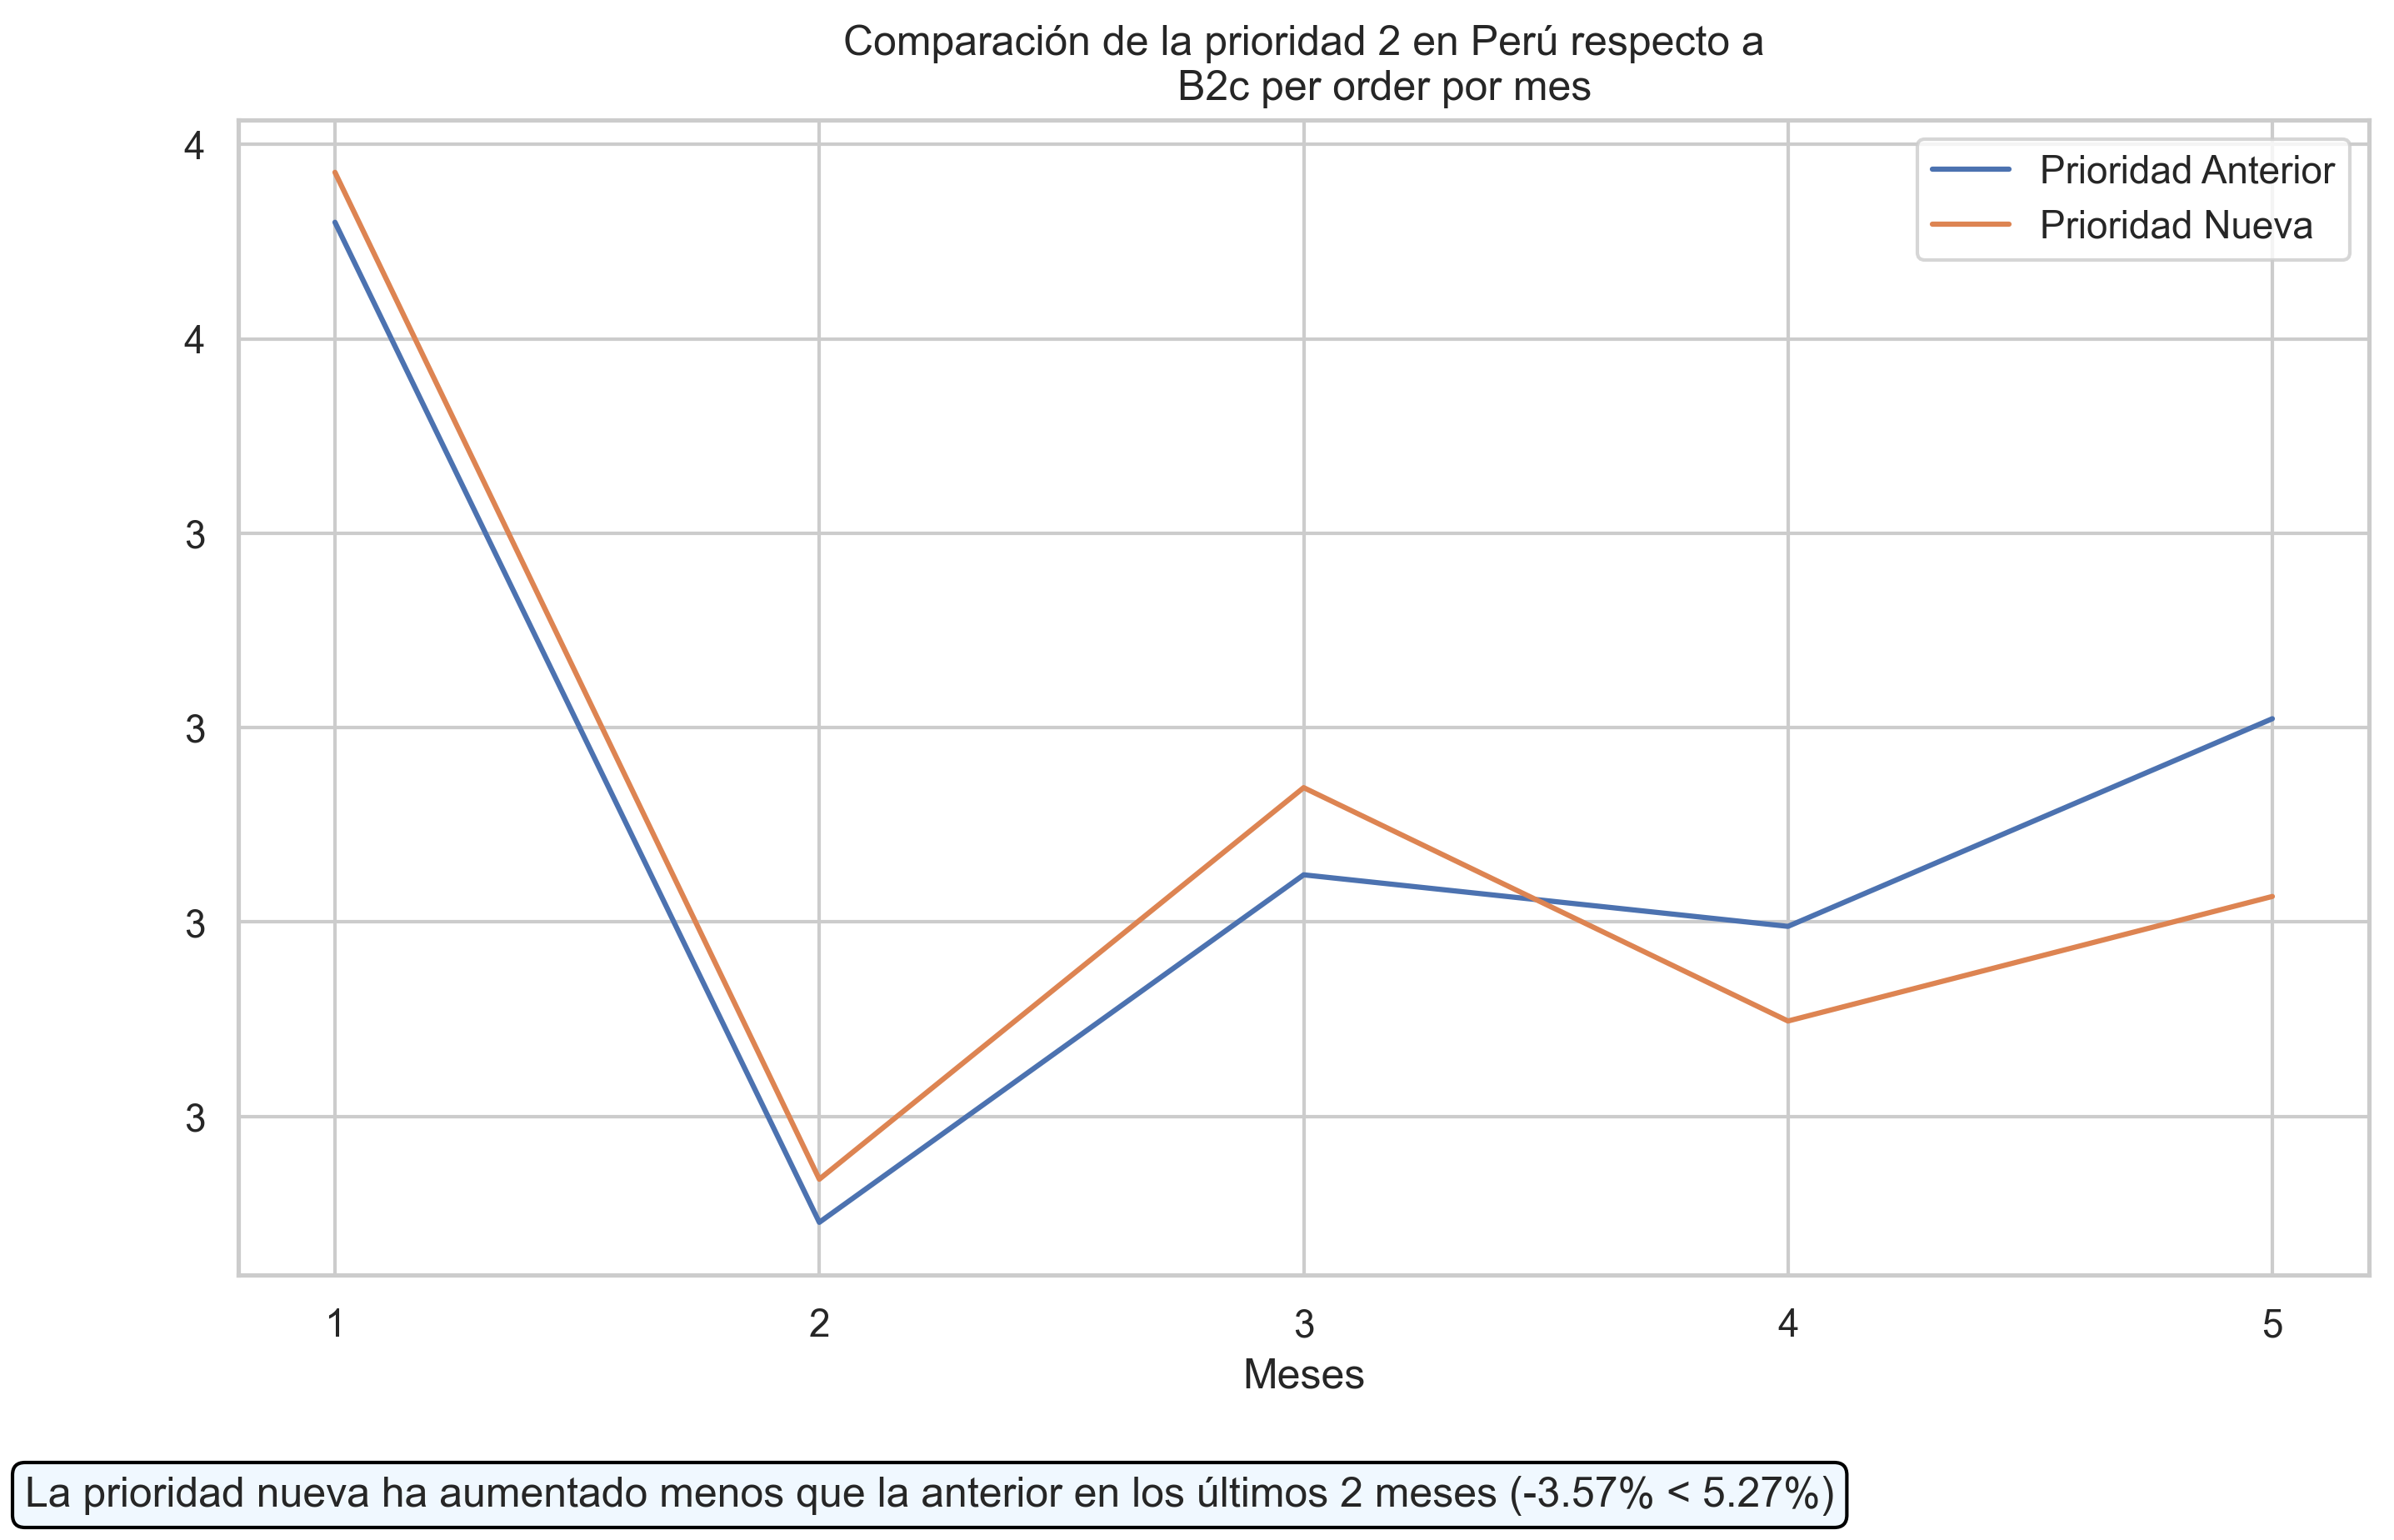 Comparación de la prioridad 2 en Perú respecto a
B2c per order por mes
4
4
3
3
3
3
Prioridad Anterior
Prioridad Nueva
1 2 3 4 5
Meses
La prioridad nueva ha aumentado menos que la anterior en los últimos 2 meses (-3.57% < 5.27%)